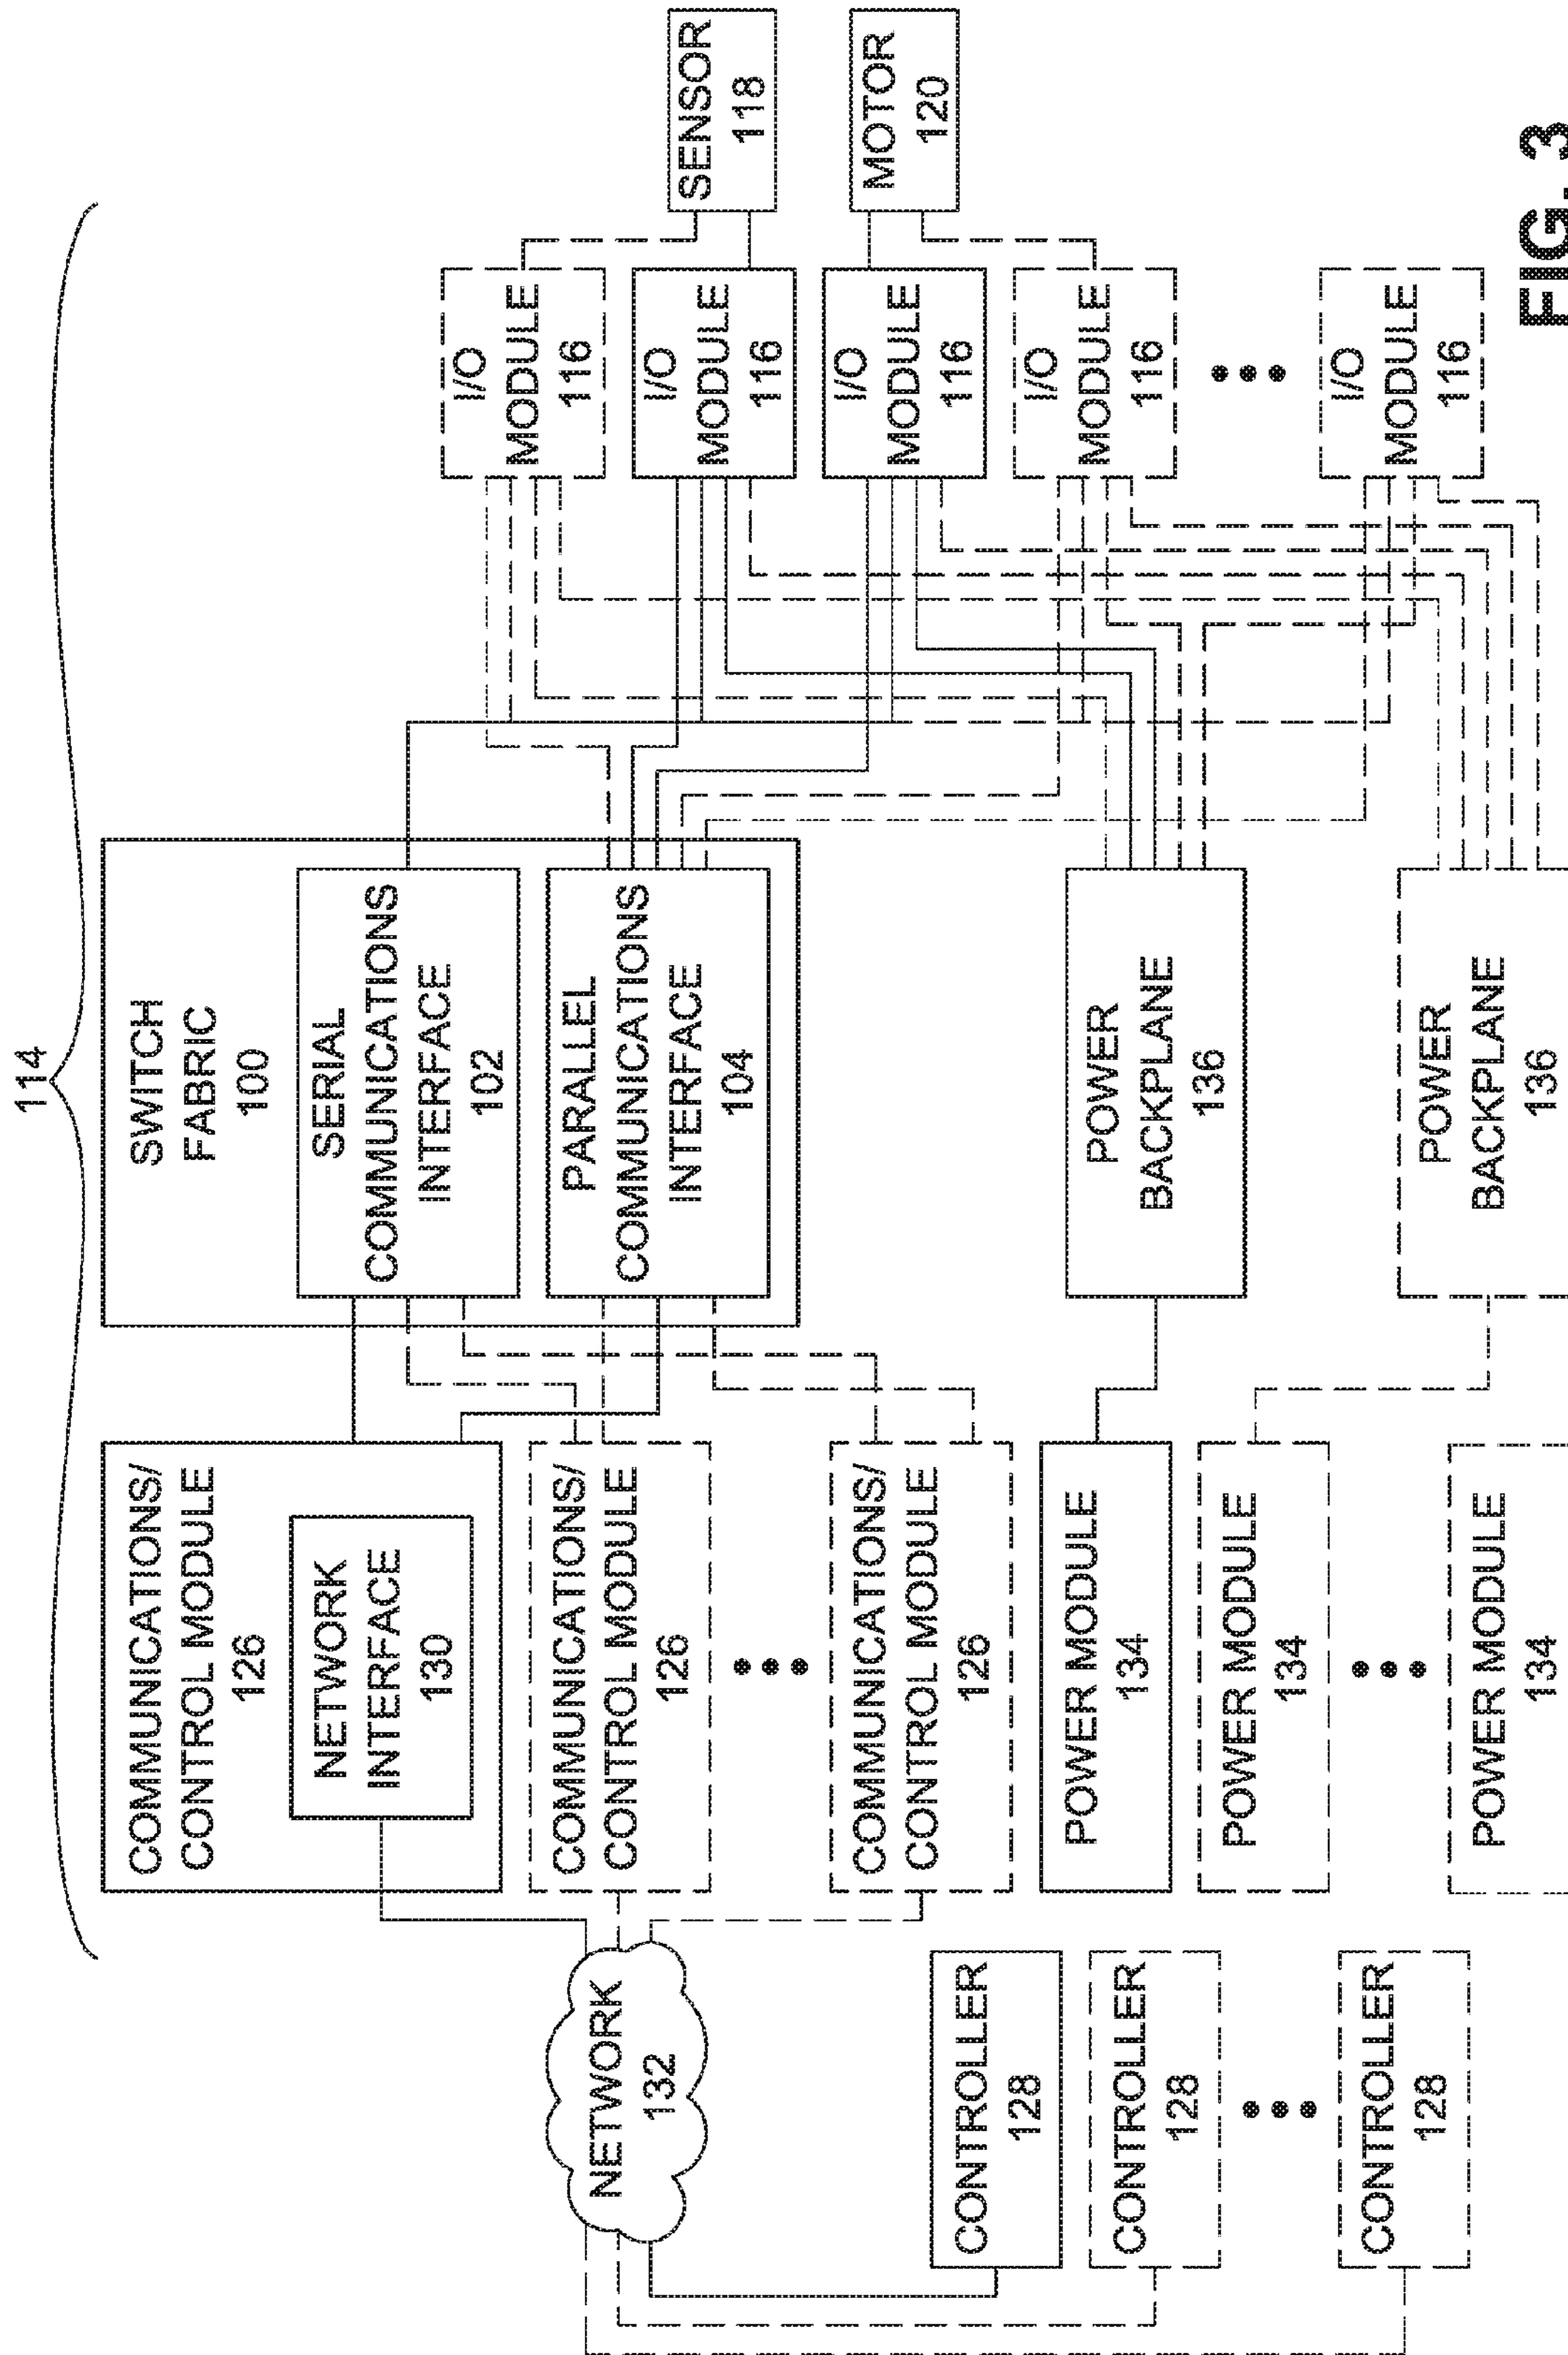 114
SWITCH
FABRIC
100
SERIAL
COMMUNICATIONS
INTERFACE
102
PARALLEL
COMMUNICATIONS
INTERFACE
104
COMMUNICATIONS/
CONTROL MODULE
126
NETWORK
INTERFACE
130
COMMUNICATIONS/
CONTROL MODULE
126
COMMUNICATIONS/
CONTROL MODULE
126
NETWORK
132
CONTROLLER
128
CONTROLLER
128
CONTROLLER
128
POWER MODULE
134
POWER MODULE
134
POWER MODULE
134
POWER
BACKPLANE
136
POWER
BACKPLANE
136
I/O
MODULE
116
I/O
MODULE
116
I/O
MODULE
116
I/O
MODULE
116
I/O
MODULE
116
SENSOR
118
MOTOR
120
FIG. 3